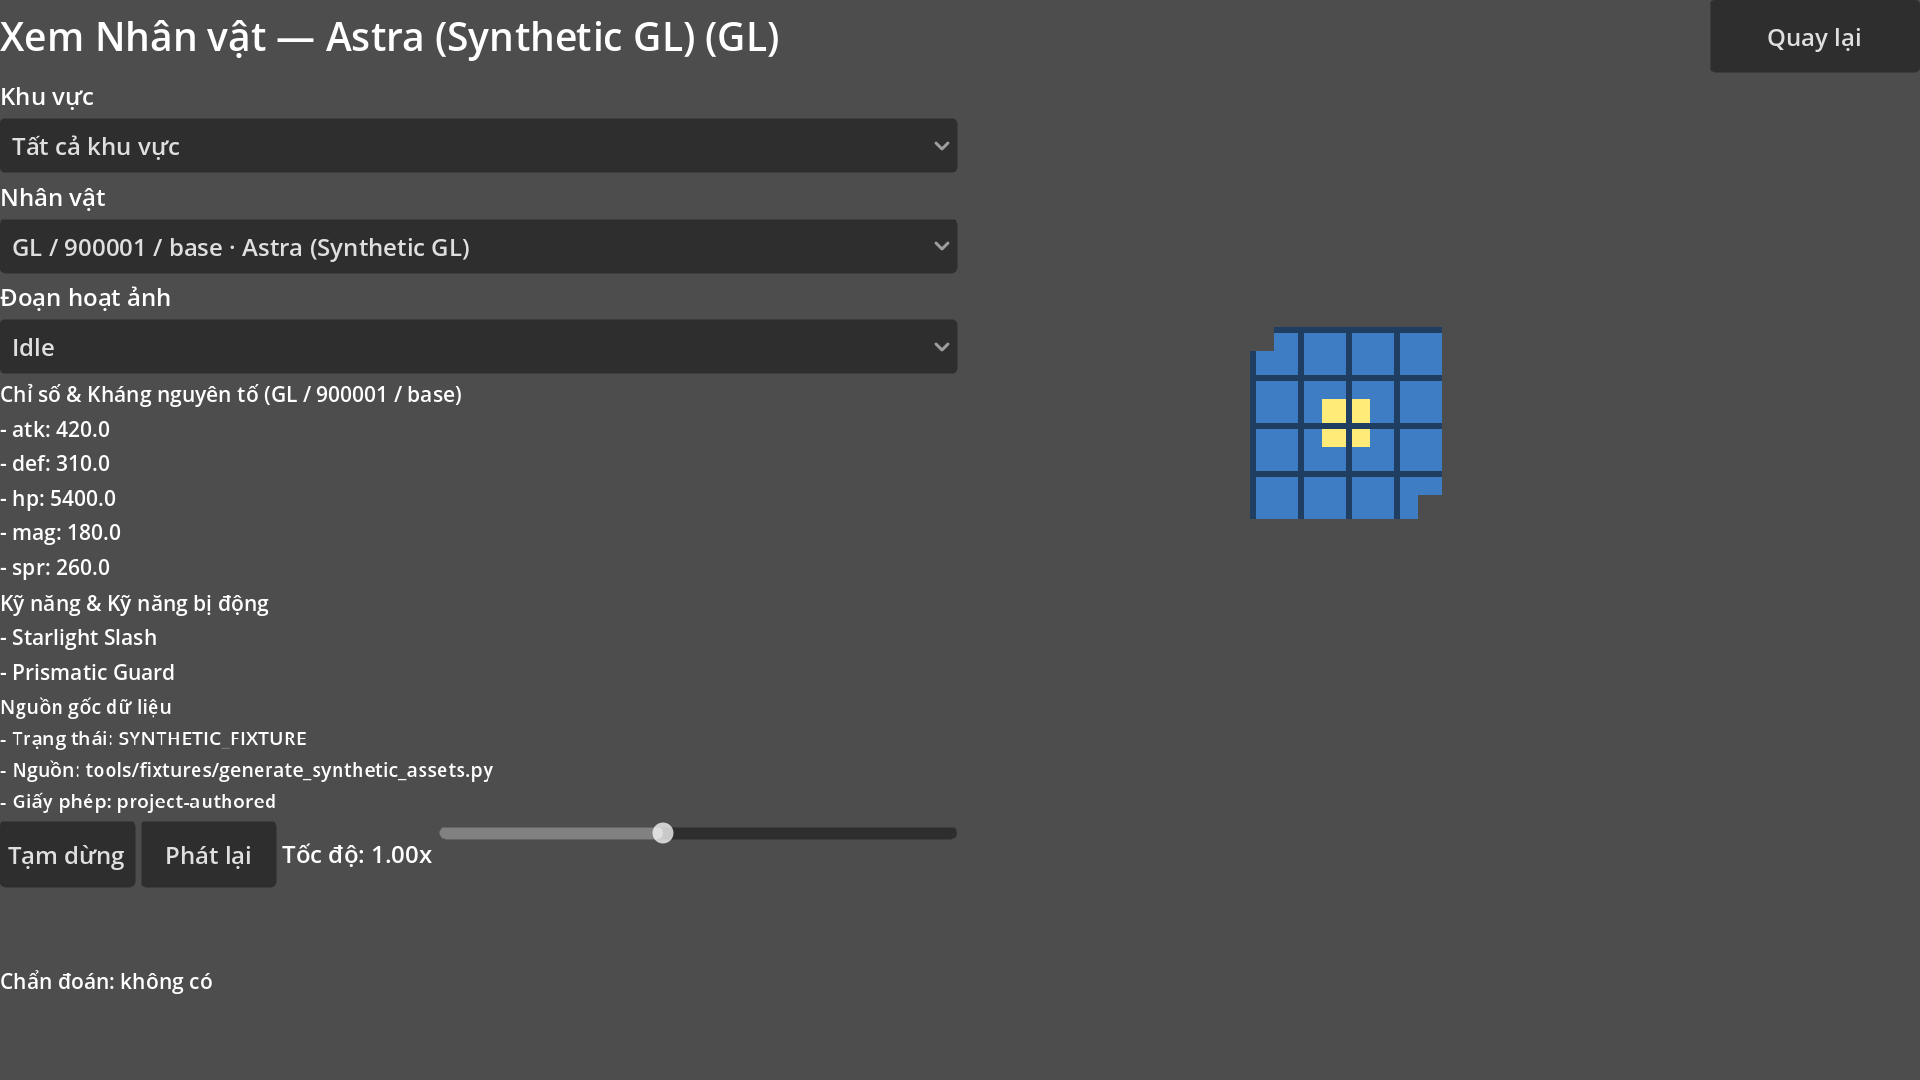 Xem Nhân vật — Astra (Synthetic GL) (GL)
Quay lại
Khu vực
Tất cả khu vực
Nhân vật
GL / 900001 / base · Astra (Synthetic GL)
Đoạn hoạt ảnh
Idle
Chỉ số & Kháng nguyên tố (GL / 900001 / base)
- atk: 420.0
- def: 310.0
- hp: 5400.0
- mag: 180.0
- spr: 260.0
Kỹ năng & Kỹ năng bị động
- Starlight Slash
- Prismatic Guard
Nguồn gốc dữ liệu
- Trạng thái: SYNTHETIC_FIXTURE
- Nguồn: tools/fixtures/generate_synthetic_assets.py
- Giấy phép: project-authored
Tạm dừng
Phát lại
Tốc độ: 1.00x
Chẩn đoán: không có